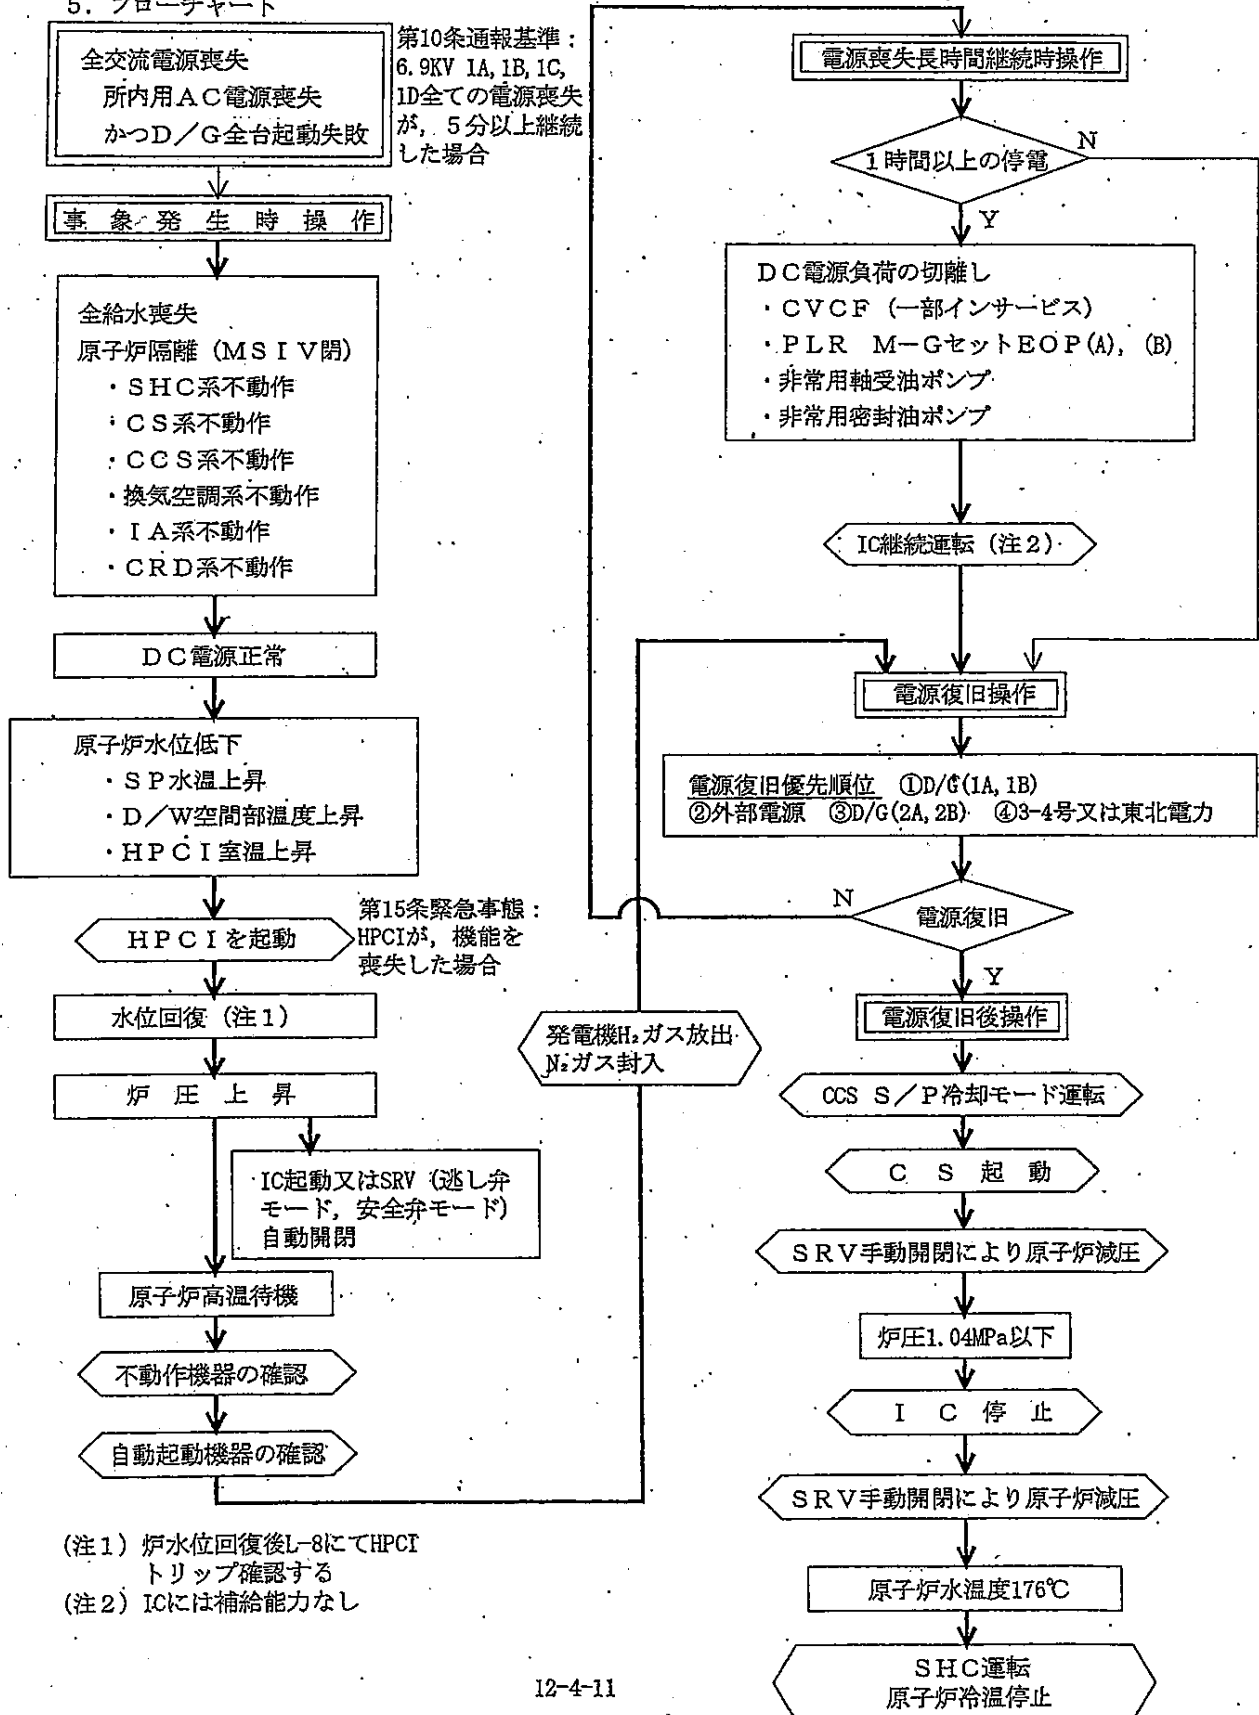 5. フローチャート
全交流電源喪失
所内用AC電源喪失
かつD/G全台起動失敗
第10条通報基準:
6.9KV 1A,1B,1C,
1D全ての電源喪失
が,5分以上継続
した場合
事象発生時操作
全給水喪失
原子炉隔離(MSIV閉)
・SHC系不動作
・CS系不動作
・CCS系不動作
・換気空調系不動作
・IA系不動作
・CRD系不動作
DC電源正常
原子炉水位低下
・SP水温上昇
・D/W空間部温度上昇
・HPCI室温上昇
HPCIを起動
第15条緊急事態:
HPCIが,機能を
喪失した場合
水位回復(注1)
炉圧上昇
IC起動又はSRV(逃し弁
モード,安全弁モード)
自動開閉
原子炉高温待機
不動作機器の確認
自動起動機器の確認
発電機H₂ガス放出
N₂ガス封入
(注1)炉水位回復後L-8にてHPCI
トリップ確認する
(注2)ICには補給能力なし
電源喪失長時間継続時操作
1時間以上の停電
N
Y
DC電源負荷の切離し
・CVCF(一部インサービス)
・PLR M-GセットEOP(A),(B)
・非常用軸受油ポンプ
・非常用密封油ポンプ
IC継続運転(注2)
電源復旧操作
電源復旧優先順位 ①D/G(1A,1B)
②外部電源 ③D/G(2A,2B) ④3-4号又は東北電力
N
電源復旧
Y
電源復旧後操作
CCS S/P冷却モード運転
CS起動
SRV手動開閉により原子炉減圧
炉圧1.04MPa以下
IC停止
SRV手動開閉により原子炉減圧
原子炉水温度176℃
SHC運転
原子炉冷温停止
12-4-11